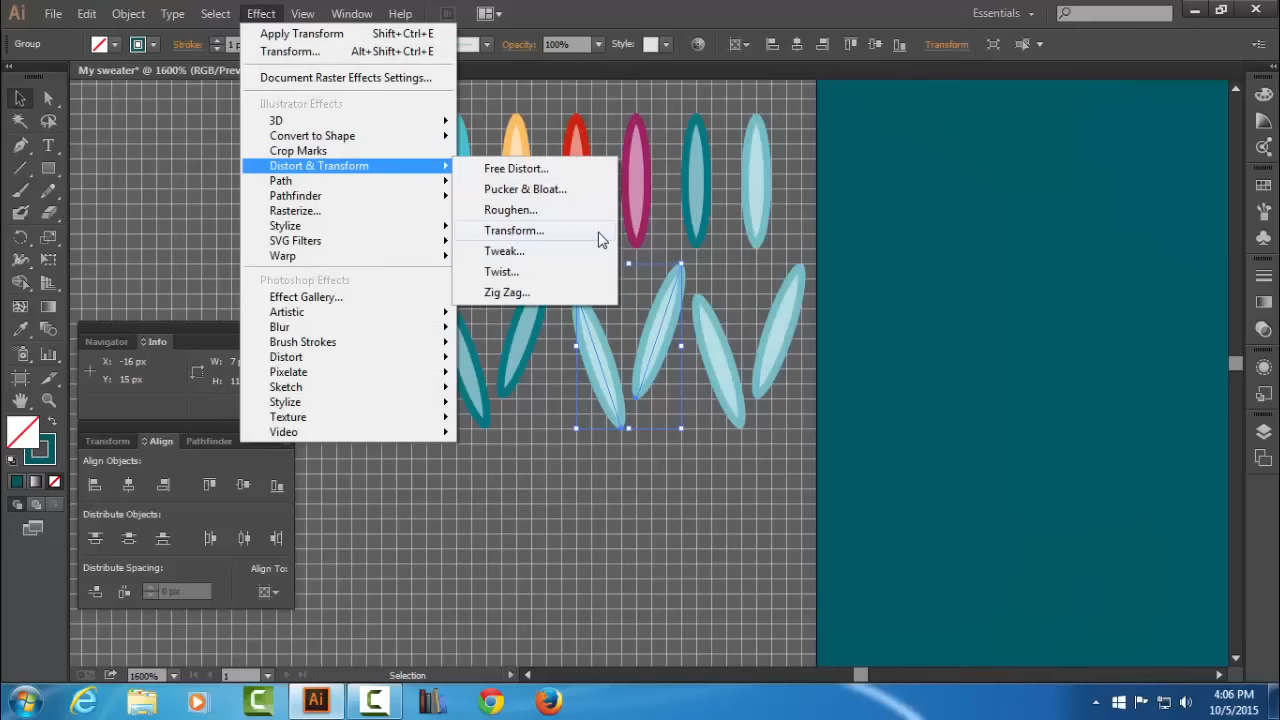 Ai File Edit Object Type Select Effect View Window Help Br Essentials
Group Stroke: 1 p Opacity: 100% Style: Transform
My sweater* @ 1600% (RGB/Prev
Apply Transform Shift+Ctrl+E
Transform... Alt+Shift+Ctrl+E
Document Raster Effects Settings...
Illustrator Effects
3D
Convert to Shape
Crop Marks
Distort & Transform
Path
Pathfinder
Rasterize...
Stylize
SVG Filters
Warp
Photoshop Effects
Effect Gallery...
Artistic
Blur
Brush Strokes
Distort
Pixelate
Sketch
Stylize
Texture
Video
Free Distort...
Pucker & Bloat...
Roughen...
Transform...
Tweak...
Twist...
Zig Zag...
Navigator Info
X: -16 px W: 7
Y: 15 px H: 11
Transform Align Pathfinder
Align Objects:
Distribute Objects:
Distribute Spacing: Align To:
0 px
1600% 1 Selection
Ai
4:06 PM
10/5/2015